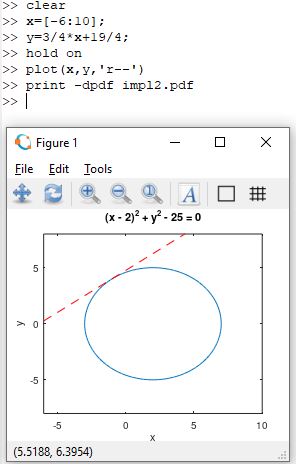 >> clear
>> x=[-6:10];
>> y=3/4*x+19/4;
>> hold on
>> plot(x,y,'r--')
>> print -dpdf impl2.pdf
>>
Figure 1
File Edit Tools
A
(x - 2)² + y² - 25 = 0
5
0
-5
y
-5 0 5 10
x
(5.5188, 6.3954)